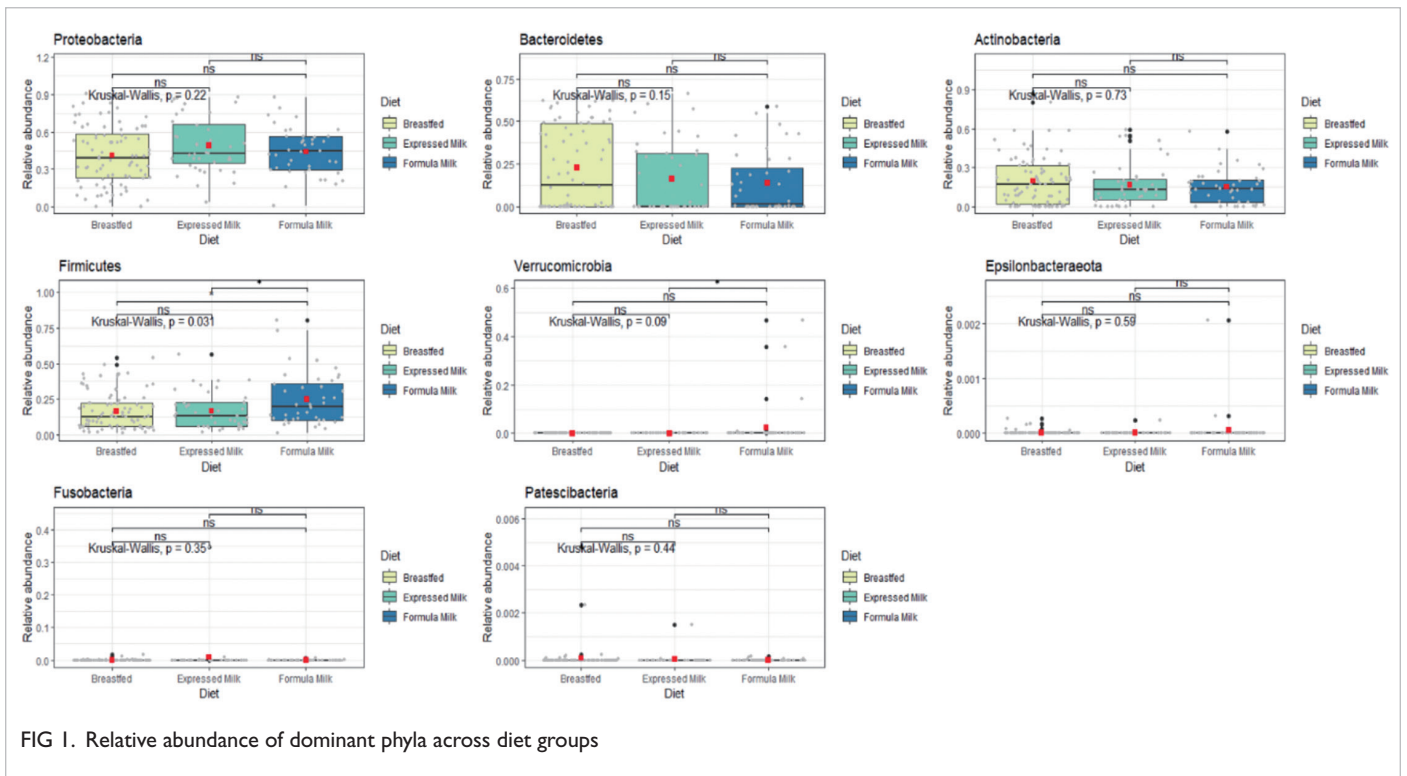 Proteobacteria
Relative abundance
1.2
0.9
0.6
0.3
0.0
ns
ns
ns
Kruskal-Wallis, p = 0.22
Breastfed
Expressed Milk
Formula Milk
Diet
Diet
Breastfed
Expressed Milk
Formula Milk
Bacteroidetes
Relative abundance
0.75
0.50
0.25
0.00
ns
ns
ns
Kruskal-Wallis, p = 0.15
Breastfed
Expressed Milk
Formula Milk
Diet
Diet
Breastfed
Expressed Milk
Formula Milk
Actinobacteria
Relative abundance
0.9
0.6
0.3
0.0
ns
ns
ns
Kruskal-Wallis, p = 0.73
Breastfed
Expressed Milk
Formula Milk
Diet
Diet
Breastfed
Expressed Milk
Formula Milk
Firmicutes
Relative abundance
1.00
0.75
0.50
0.25
0.00
*
*
ns
Kruskal-Wallis, p = 0.031
Breastfed
Expressed Milk
Formula Milk
Diet
Diet
Breastfed
Expressed Milk
Formula Milk
Verrucomicrobia
Relative abundance
0.6
0.4
0.2
0.0
*
ns
ns
Kruskal-Wallis, p = 0.09
Breastfed
Expressed Milk
Formula Milk
Diet
Diet
Breastfed
Expressed Milk
Formula Milk
Epsilonbacteraeota
Relative abundance
0.002
0.001
0.000
ns
ns
ns
Kruskal-Wallis, p = 0.59
Breastfed
Expressed Milk
Formula Milk
Diet
Diet
Breastfed
Expressed Milk
Formula Milk
Fusobacteria
Relative abundance
0.4
0.3
0.2
0.1
0.0
ns
ns
ns
Kruskal-Wallis, p = 0.35
Breastfed
Expressed Milk
Formula Milk
Diet
Diet
Breastfed
Expressed Milk
Formula Milk
Patescibacteria
Relative abundance
0.006
0.004
0.002
0.000
ns
ns
ns
Kruskal-Wallis, p = 0.44
Breastfed
Expressed Milk
Formula Milk
Diet
Diet
Breastfed
Expressed Milk
Formula Milk
FIG 1. Relative abundance of dominant phyla across diet groups